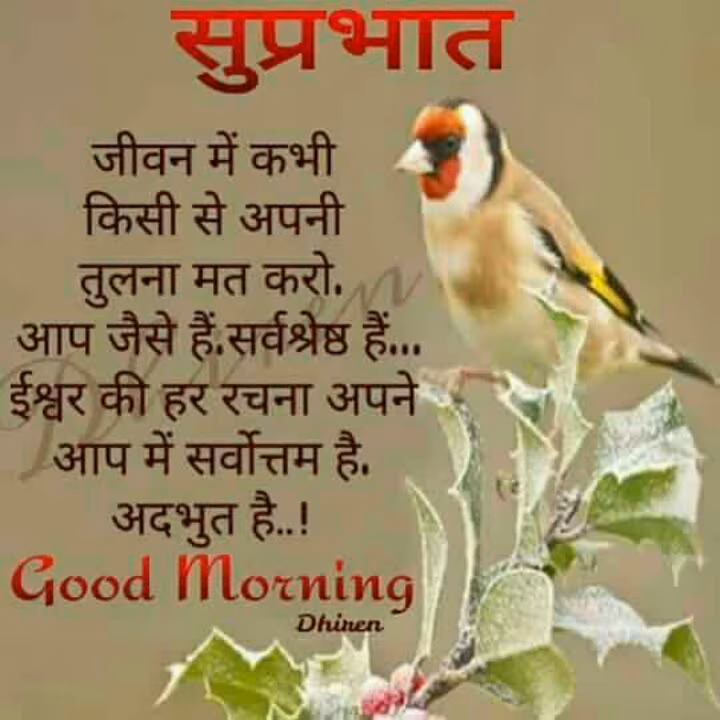 सुप्रभात
जीवन में कभी
किसी से अपनी
तुलना मत करो.
आप जैसे हैं.सर्वश्रेष्ठ हैं...
ईश्वर की हर रचना अपने
आप में सर्वोत्तम है.
अदभुत है..!
Good Morning
Dhiren
Dhiren